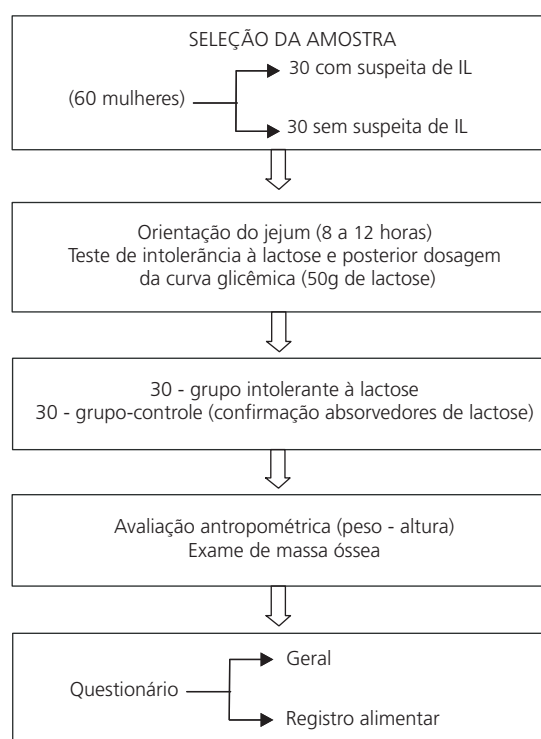 SELEÇÃO DA AMOSTRA
30 com suspeita de IL
(60 mulheres)
30 sem suspeita de IL
Orientação do jejum (8 a 12 horas)
Teste de intolerãncia à lactose e posterior dosagem
da curva glicêmica (50g de lactose)
30 - grupo intolerante à lactose
30 - grupo-controle (confirmação absorvedores de lactose)
Avaliação antropométrica (peso - altura)
Exame de massa óssea
Geral
Questionário
Registro alimentar